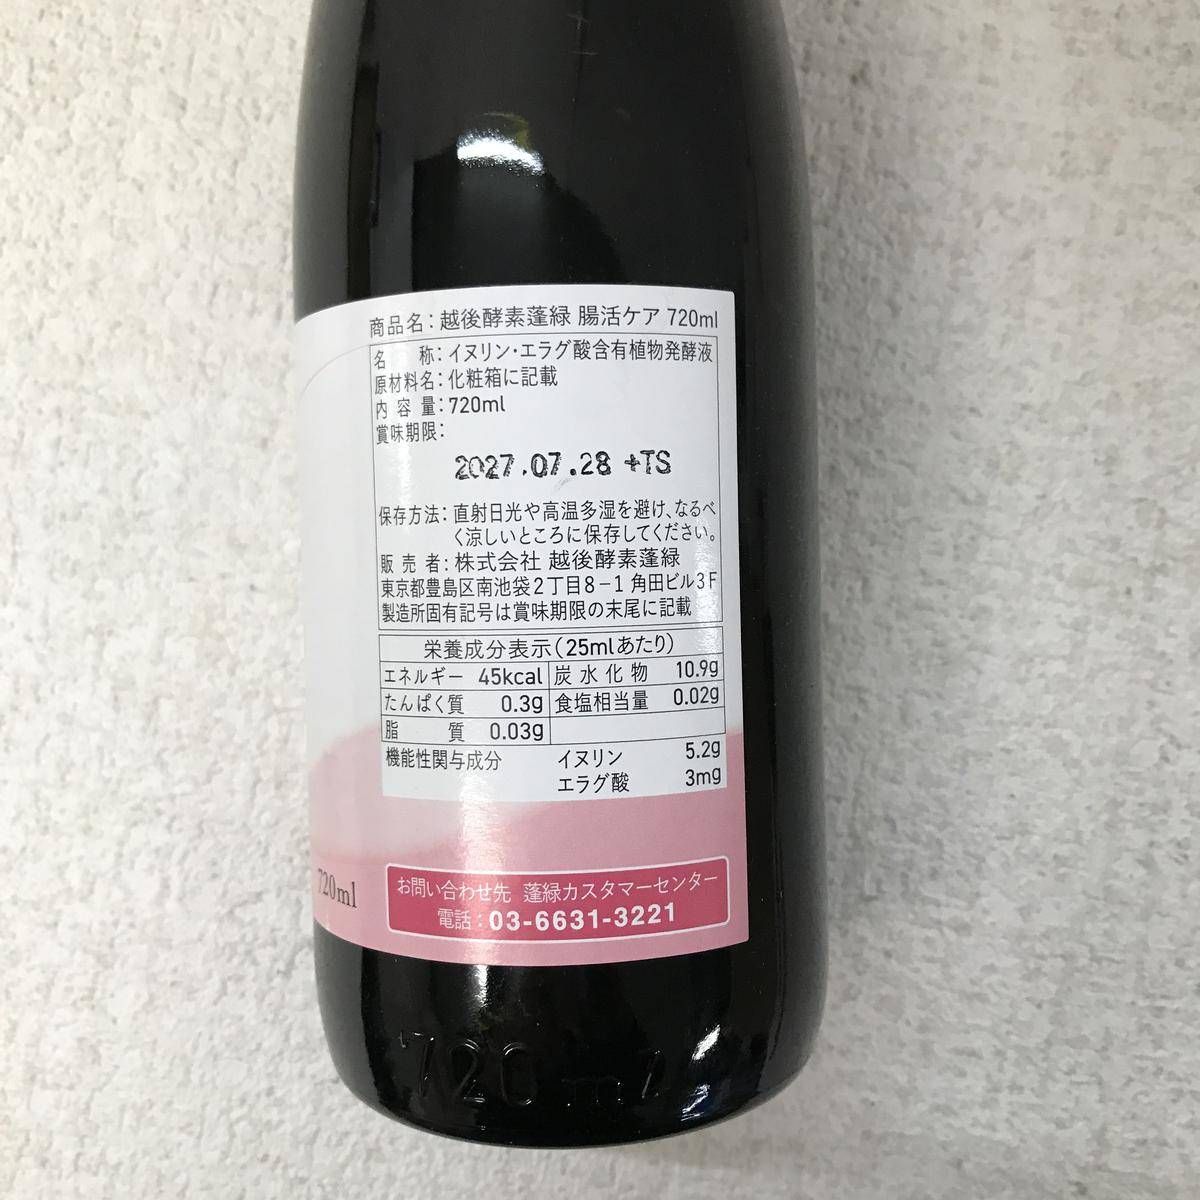 商品名：越後酵素蓬緑 腸活ケア 720ml
名 称：イヌリン・エラグ酸含有植物発酵液
原材料名：化粧箱に記載
内 容 量：720ml
賞味期限：
2027.07.28 +TS
保存方法：直射日光や高温多湿を避け、なるべ
く涼しいところに保存してください。
販 売 者：株式会社 越後酵素蓬緑
東京都豊島区南池袋2丁目8−1 角田ビル3F
製造所固有記号は賞味期限の末尾に記載
栄養成分表示（25mlあたり）
エネルギー 45kcal 炭水化物 10.9g
たんぱく質 0.3g 食塩相当量 0.02g
脂 質 0.03g
機能性関与成分 イヌリン 5.2g
エラグ酸 3mg
720ml
お問い合わせ先 蓬緑カスタマーセンター
電話：03-6631-3221
720ml